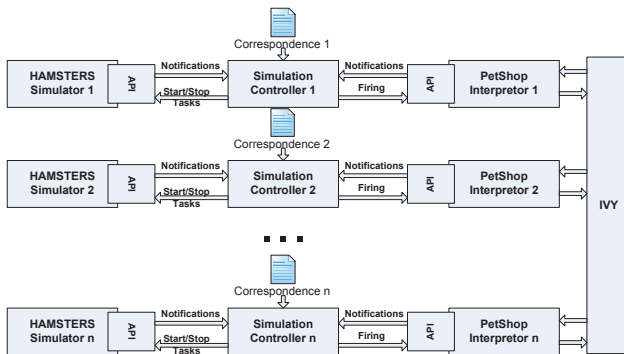 Correspondence 1
HAMSTERS
Simulator 1
API
Notifications
Start/Stop
Tasks
Simulation
Controller 1
Notifications
Firing
API
PetShop
Interpretor 1
Correspondence 2
HAMSTERS
Simulator 2
API
Notifications
Start/Stop
Tasks
Simulation
Controller 2
Notifications
Firing
API
PetShop
Interpretor 2
IVY
...
Correspondence n
HAMSTERS
Simulator n
API
Notifications
Start/Stop
Tasks
Simulation
Controller n
Notifications
Firing
API
PetShop
Interpretor n